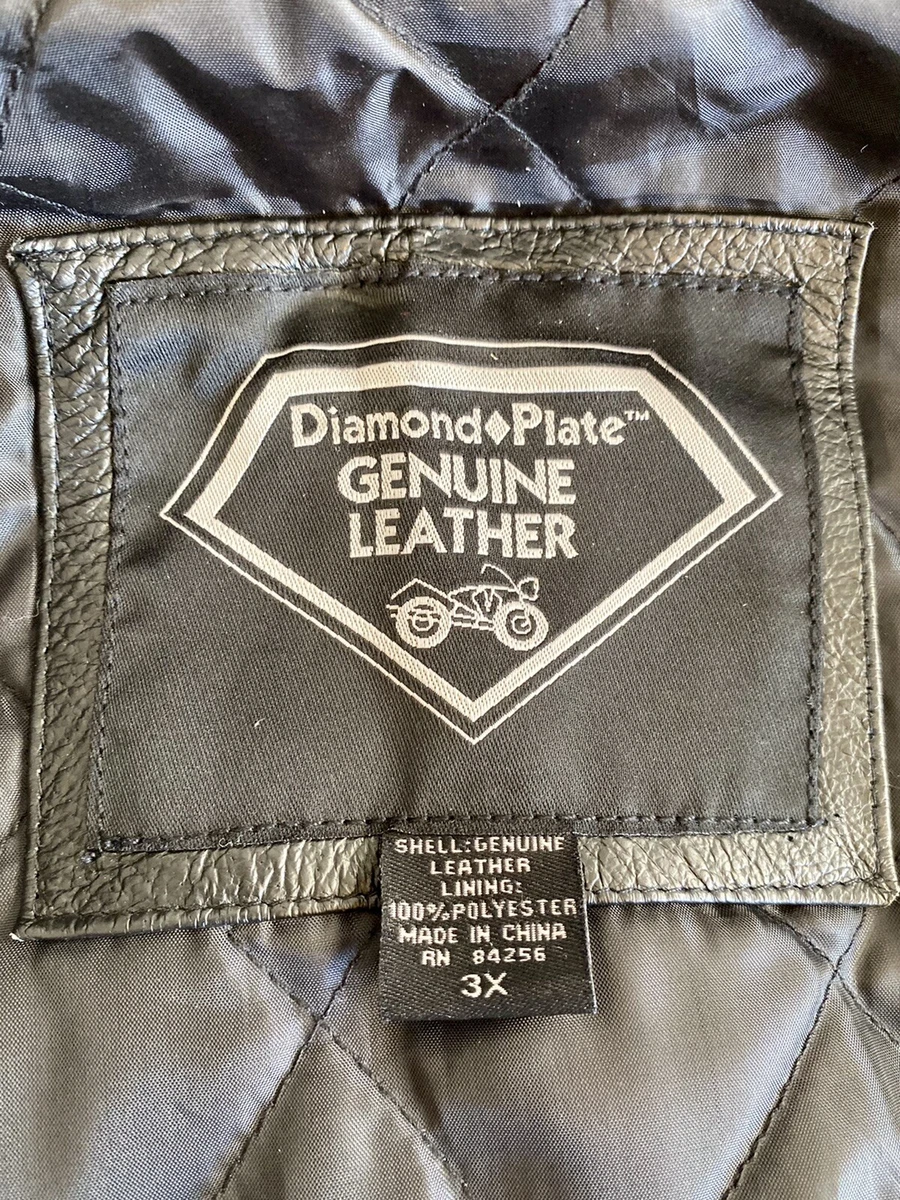 Diamond♦Plate™
GENUINE
LEATHER
SHELL:GENUINE
LEATHER
LINING:
100%POLYESTER
MADE IN CHINA
RN 84256
3X